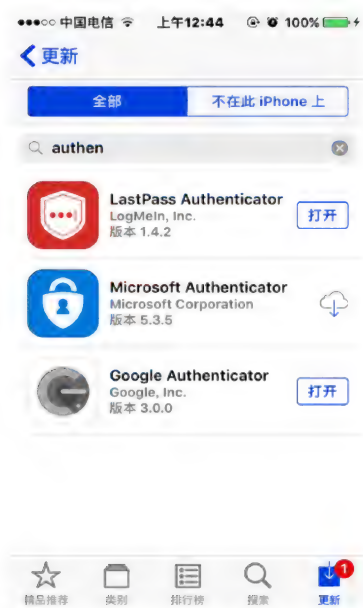 中国电信 上午12:44 100%
更新
全部 不在此 iPhone 上
authen
LastPass Authenticator
LogMeIn, Inc.
版本 1.4.2
打开
Microsoft Authenticator
Microsoft Corporation
版本 5.3.5
Google Authenticator
Google, Inc.
版本 3.0.0
打开
1
精品推荐 类别 排行榜 搜索 更新